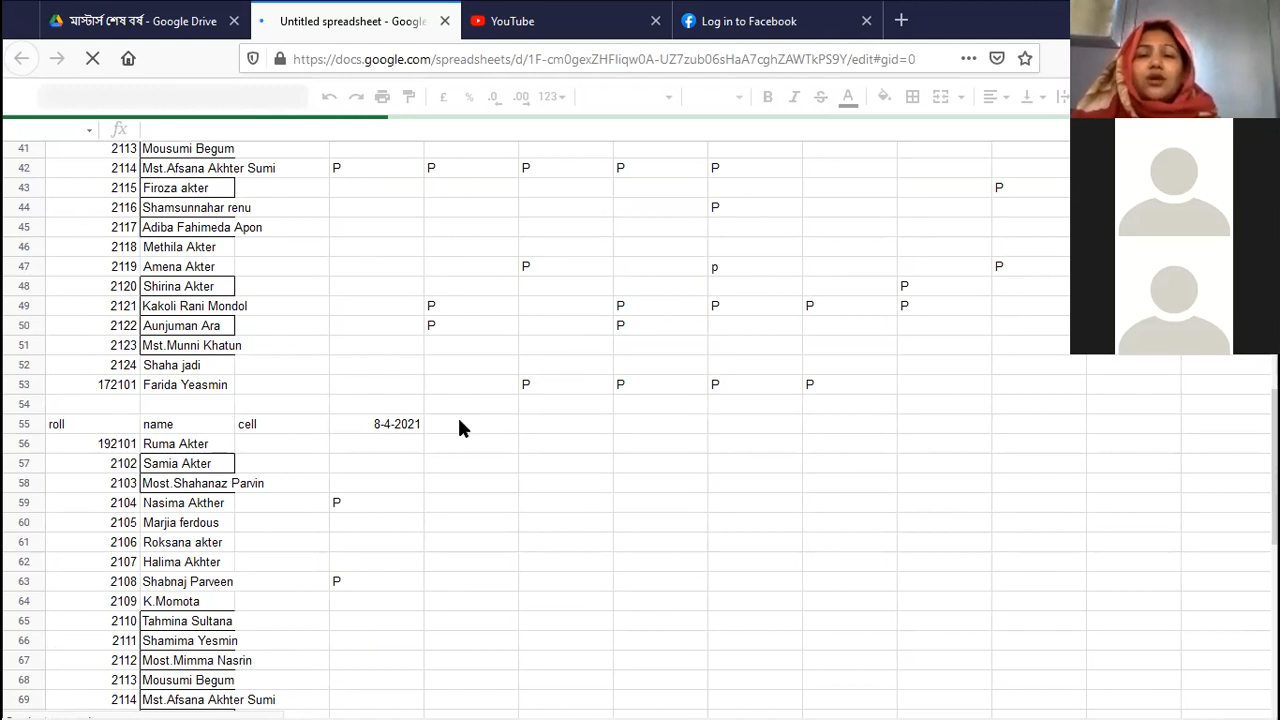 মাস্টার্স শেষ বর্ষ - Google Drive
Untitled spreadsheet - Google
YouTube
Log in to Facebook
https://docs.google.com/spreadsheets/d/1F-cm0gexZHFIiqw0A-UZ7zub06sHaA7cghZAWTkPS9Y/edit#gid=0
£ % .0 .00 123 B I S A
fx
41 2113 Mousumi Begum
42 2114 Mst.Afsana Akhter Sumi P P P P P
43 2115 Firoza akter P
44 2116 Shamsunnahar renu P
45 2117 Adiba Fahimeda Apon
46 2118 Methila Akter
47 2119 Amena Akter P p P
48 2120 Shirina Akter P
49 2121 Kakoli Rani Mondol P P P P P
50 2122 Aunjuman Ara P P
51 2123 Mst.Munni Khatun
52 2124 Shaha jadi
53 172101 Farida Yeasmin P P P P
54
55 roll name cell 8-4-2021
56 192101 Ruma Akter
57 2102 Samia Akter
58 2103 Most.Shahanaz Parvin
59 2104 Nasima Akther P
60 2105 Marjia ferdous
61 2106 Roksana akter
62 2107 Halima Akhter
63 2108 Shabnaj Parveen P
64 2109 K.Momota
65 2110 Tahmina Sultana
66 2111 Shamima Yesmin
67 2112 Most.Mimma Nasrin
68 2113 Mousumi Begum
69 2114 Mst.Afsana Akhter Sumi